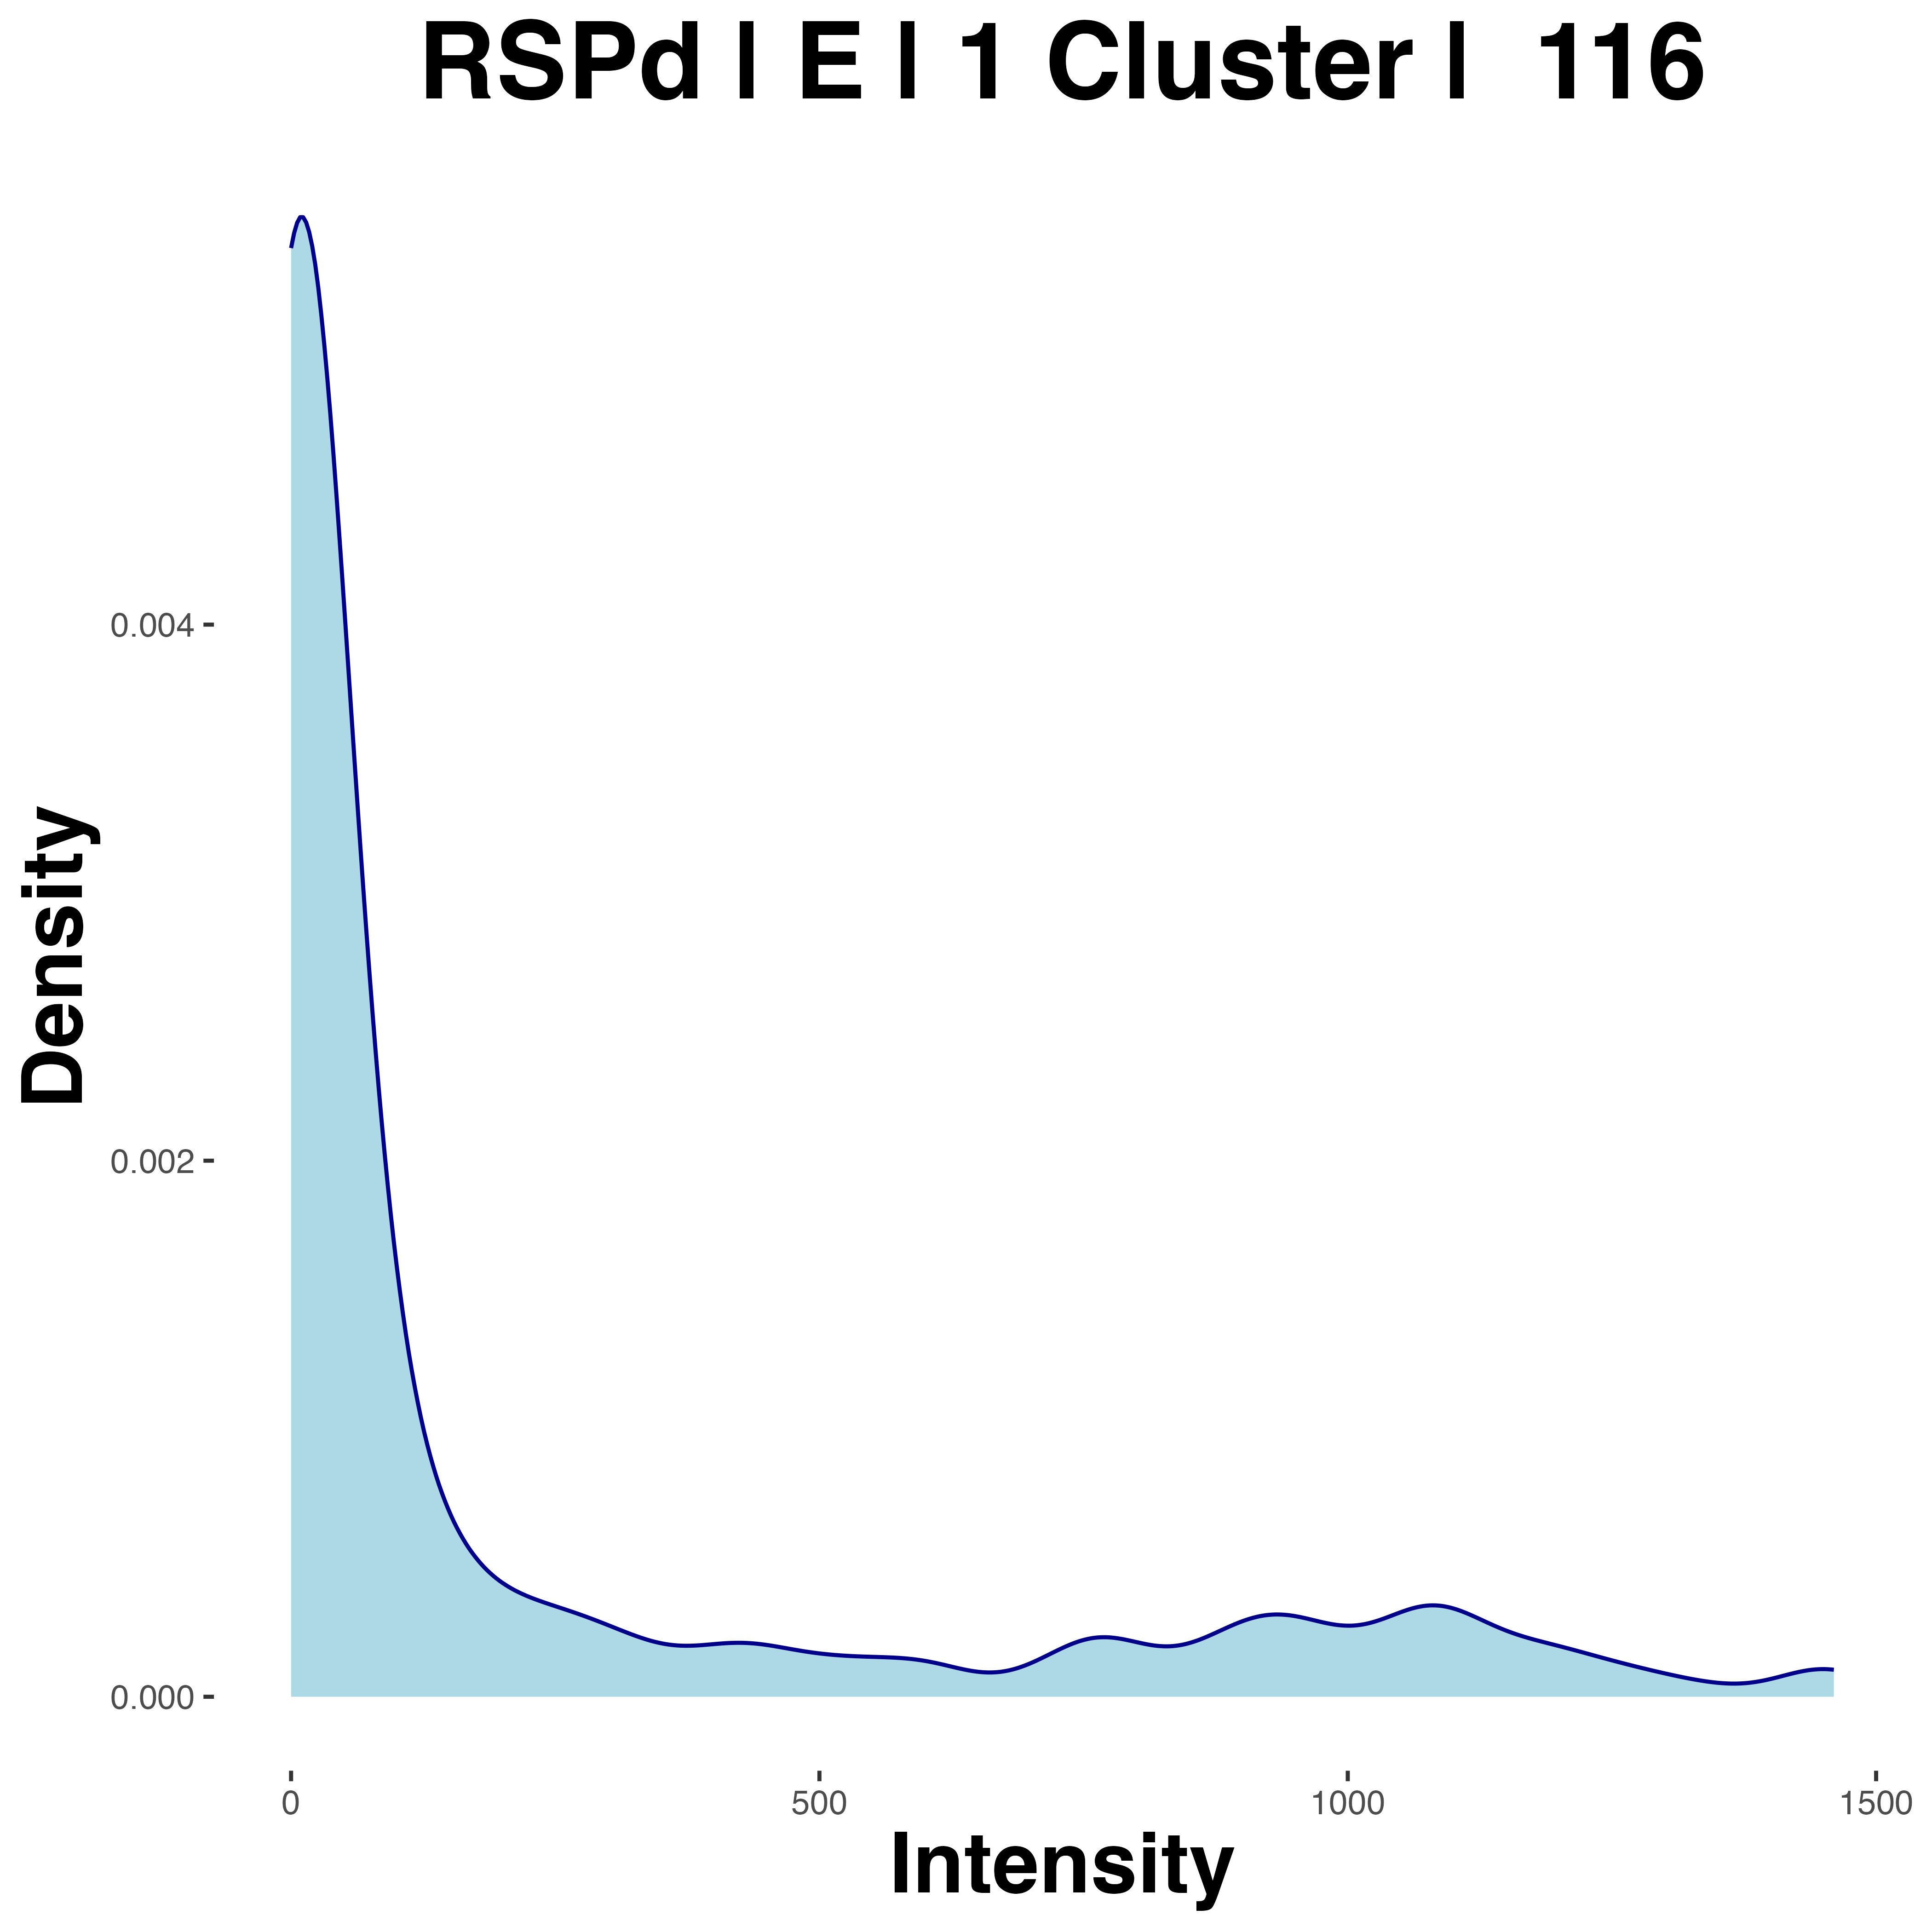 RSPd | E | 1 Cluster |  116
Density
0.004
0.002
0.000
0 500 1000 1500
Intensity